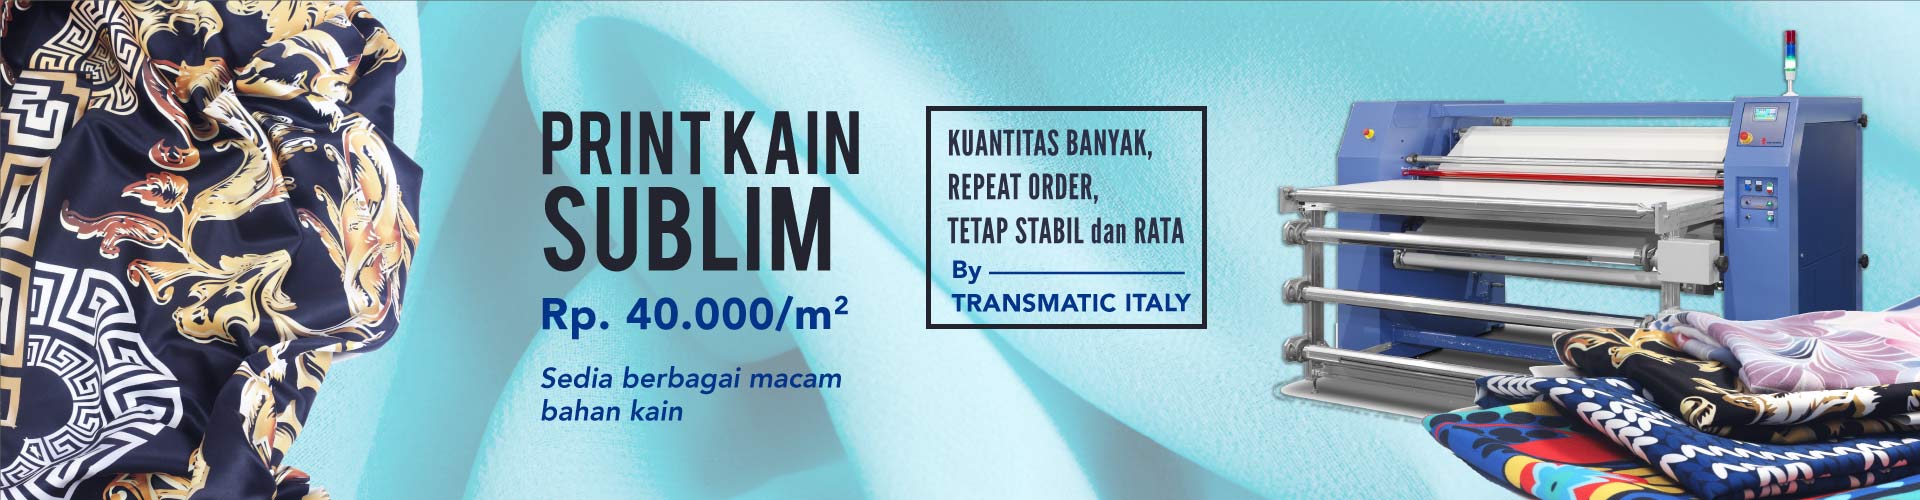 PRINT KAIN
SUBLIM
Rp. 40.000/m²
Sedia berbagai macam
bahan kain
KUANTITAS BANYAK,
REPEAT ORDER,
TETAP STABIL dan RATA
By
TRANSMATIC ITALY